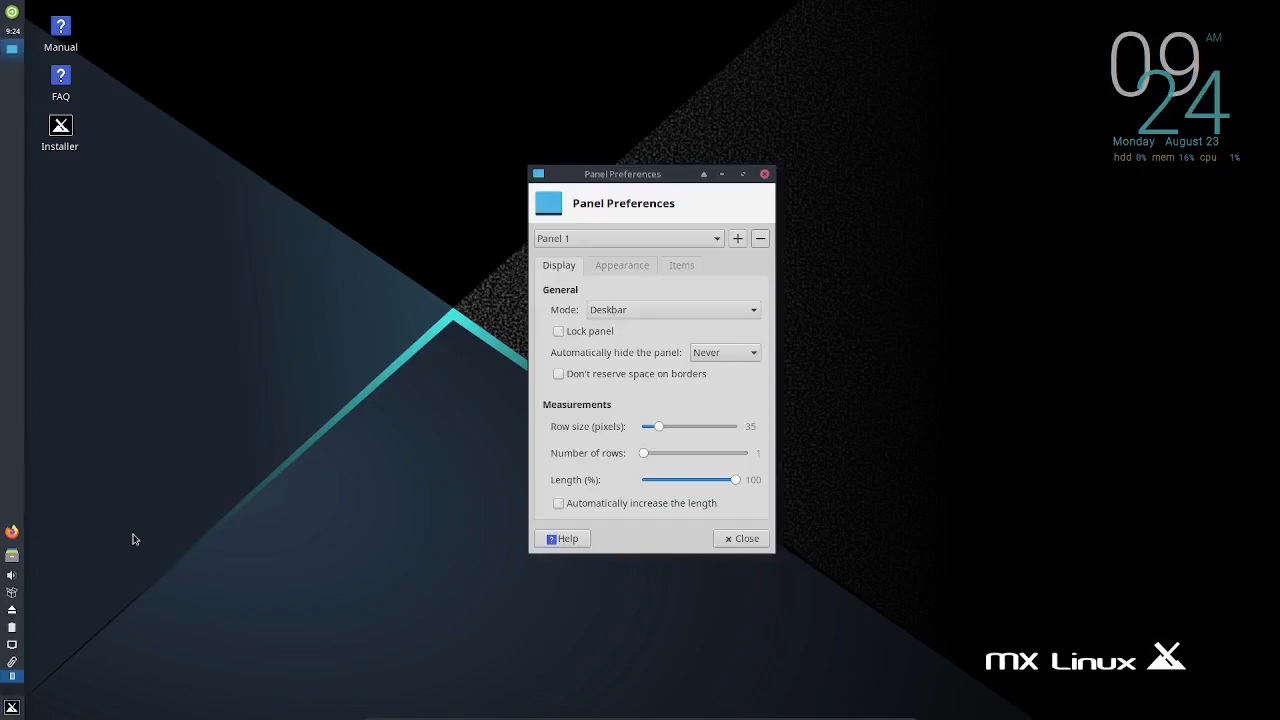 9:24
Manual
FAQ
Installer
09
AM
24
Monday August 23
hdd 0% mem 16% cpu 1%
Panel Preferences
Panel Preferences
Panel 1
Display Appearance Items
General
Mode: Deskbar
Lock panel
Automatically hide the panel: Never
Don't reserve space on borders
Measurements
Row size (pixels): 35
Number of rows: 1
Length (%): 100
Automatically increase the length
Help Close
MX Linux